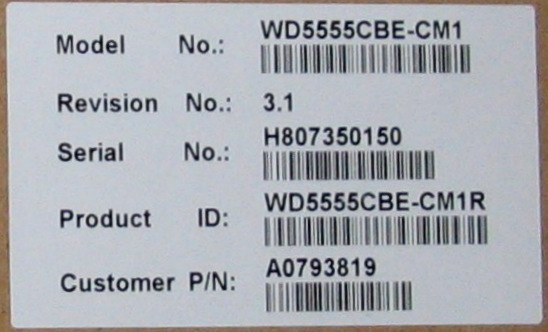 Model No.: WD5555CBE-CM1
Revision No.: 3.1
Serial No.: H807350150
Product ID: WD5555CBE-CM1R
Customer P/N: A0793819